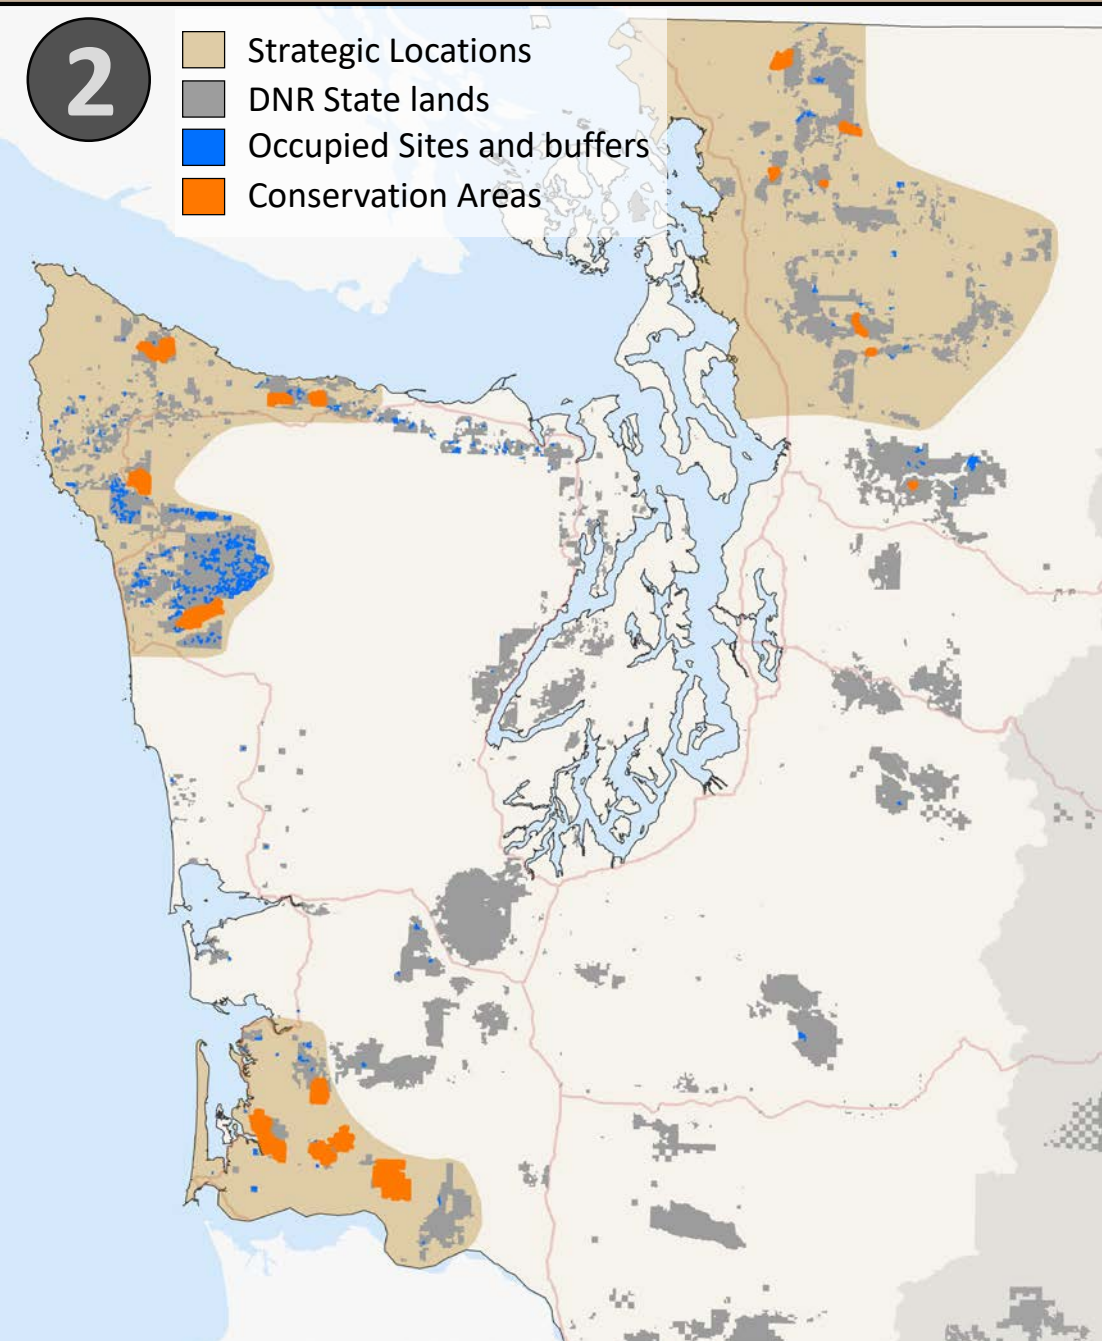 2
Strategic Locations
DNR State lands
Occupied Sites and buffers
Conservation Areas